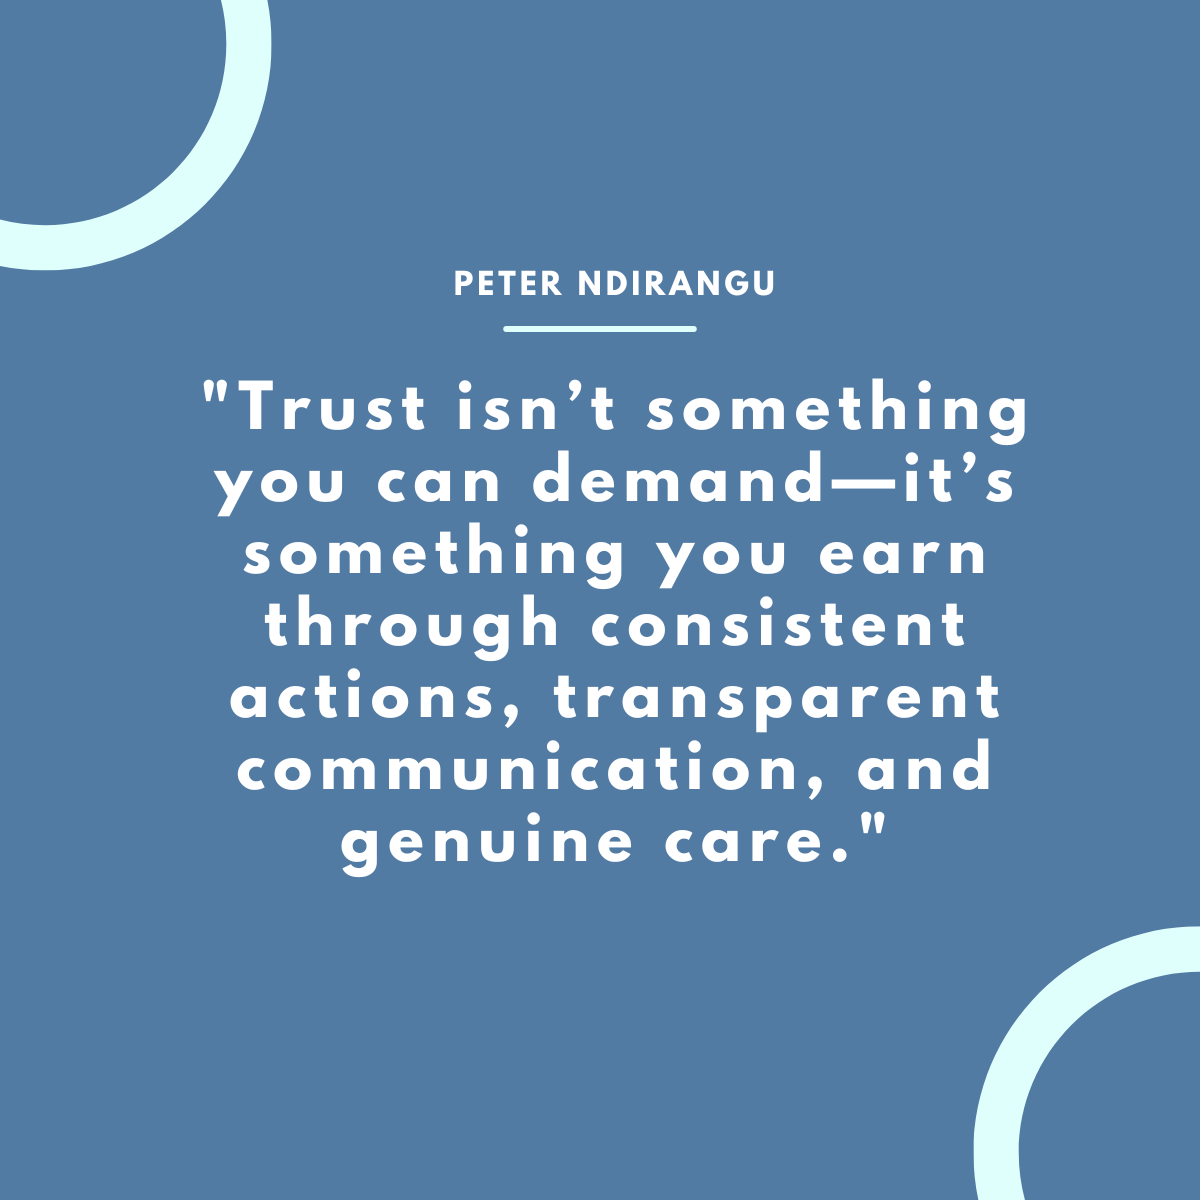 PETER NDIRANGU
"Trust isn’t something
you can demand—it’s
something you earn
through consistent
actions, transparent
communication, and
genuine care."